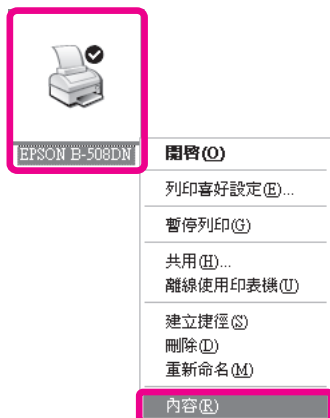 EPSON B-508DN
開啓(O)
列印喜好設定(E)...
暫停列印(G)
共用(H)...
離線使用印表機(U)
建立捷徑(S)
刪除(D)
重新命名(M)
內容(R)